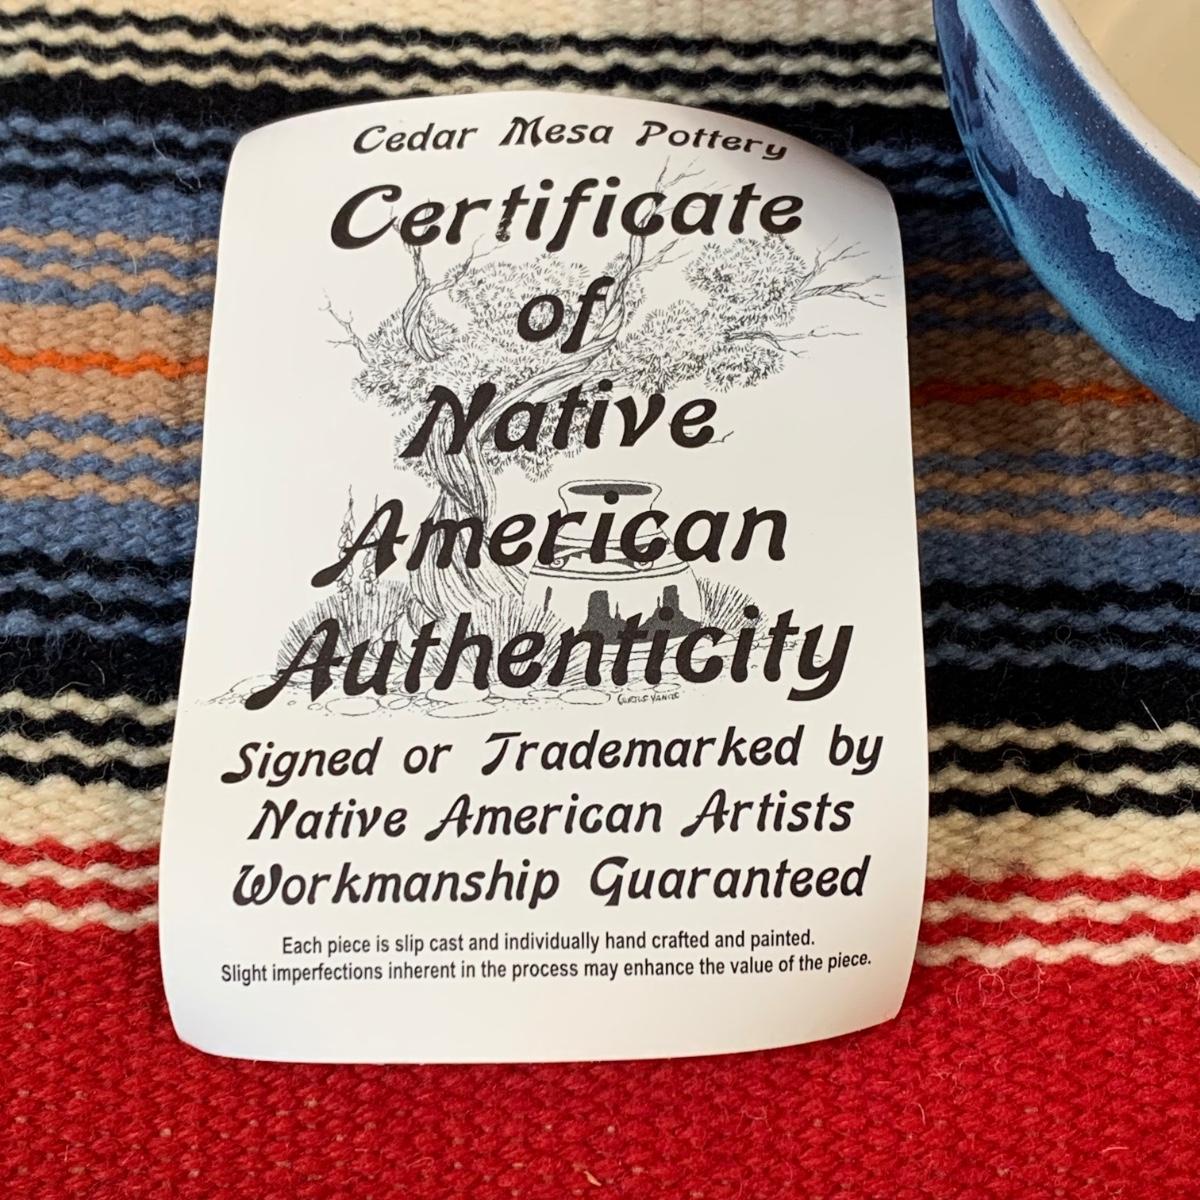 Cedar Mesa Pottery
Certificate
of
Native
American
Authenticity
Signed or Trademarked by
Native American Artists
Workmanship Guaranteed
Each piece is slip cast and individually hand crafted and painted.
Slight imperfections inherent in the process may enhance the value of the piece.